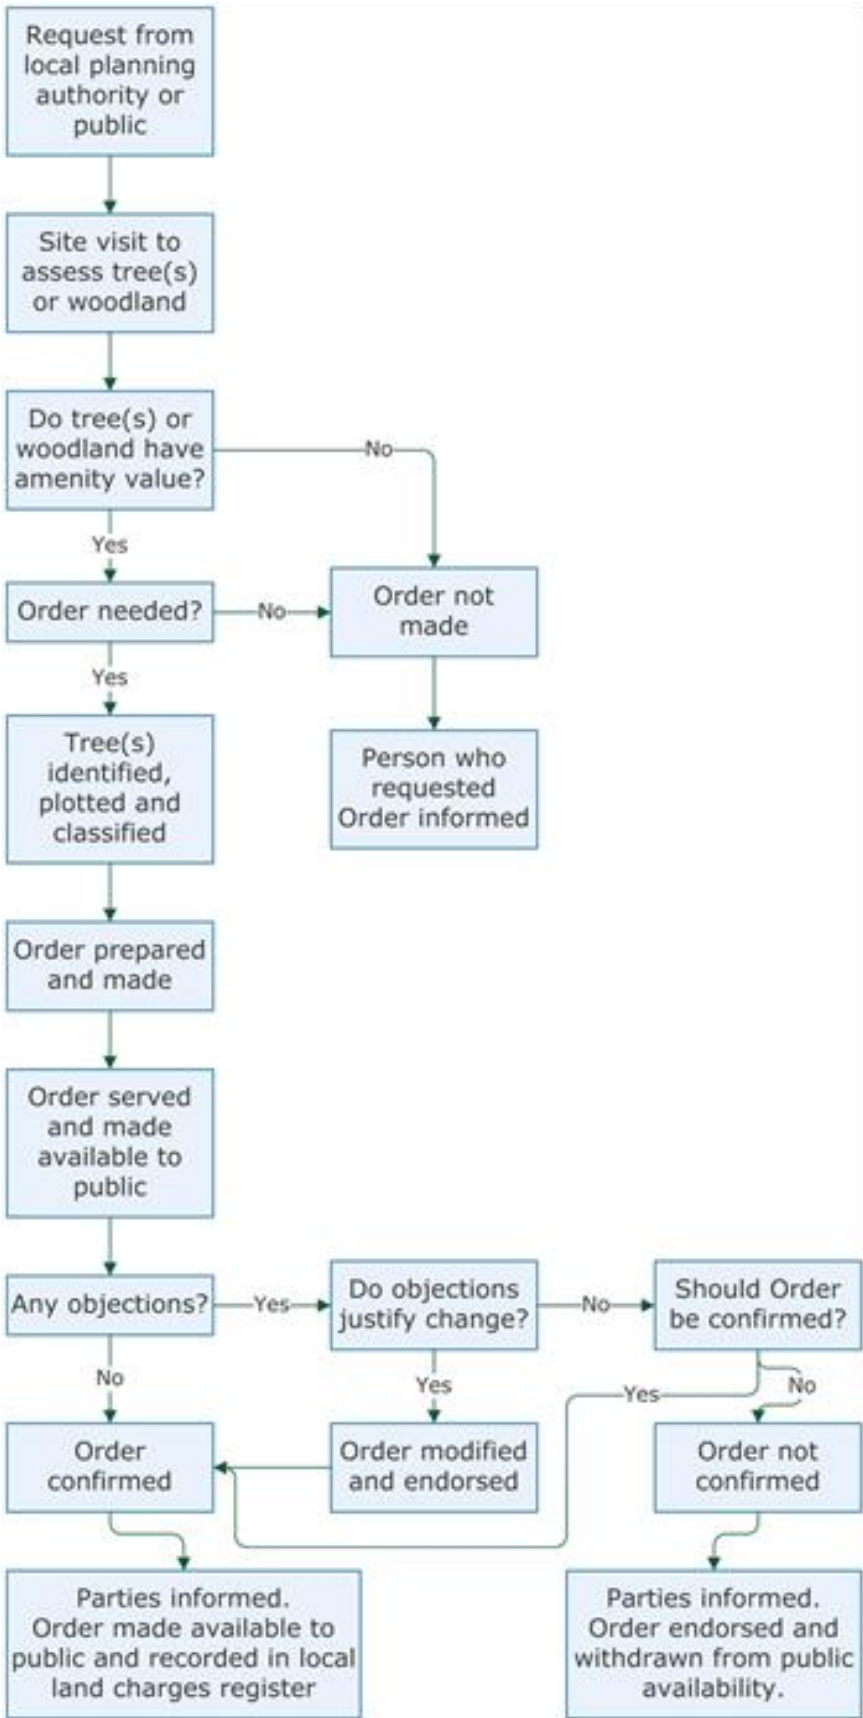 Request from
local planning
authority or
public
Site visit to
assess tree(s)
or woodland
Do tree(s) or
woodland have
amenity value?
No
Yes
Order needed?
No
Order not
made
Yes
Tree(s)
identified,
plotted and
classified
Person who
requested
Order informed
Order prepared
and made
Order served
and made
available to
public
Any objections?
Yes
Do objections
justify change?
No
Should Order
be confirmed?
No
Yes
Yes
No
Order
confirmed
Order modified
and endorsed
Order not
confirmed
Parties informed.
Order made available to
public and recorded in local
land charges register
Parties informed.
Order endorsed and
withdrawn from public
availability.